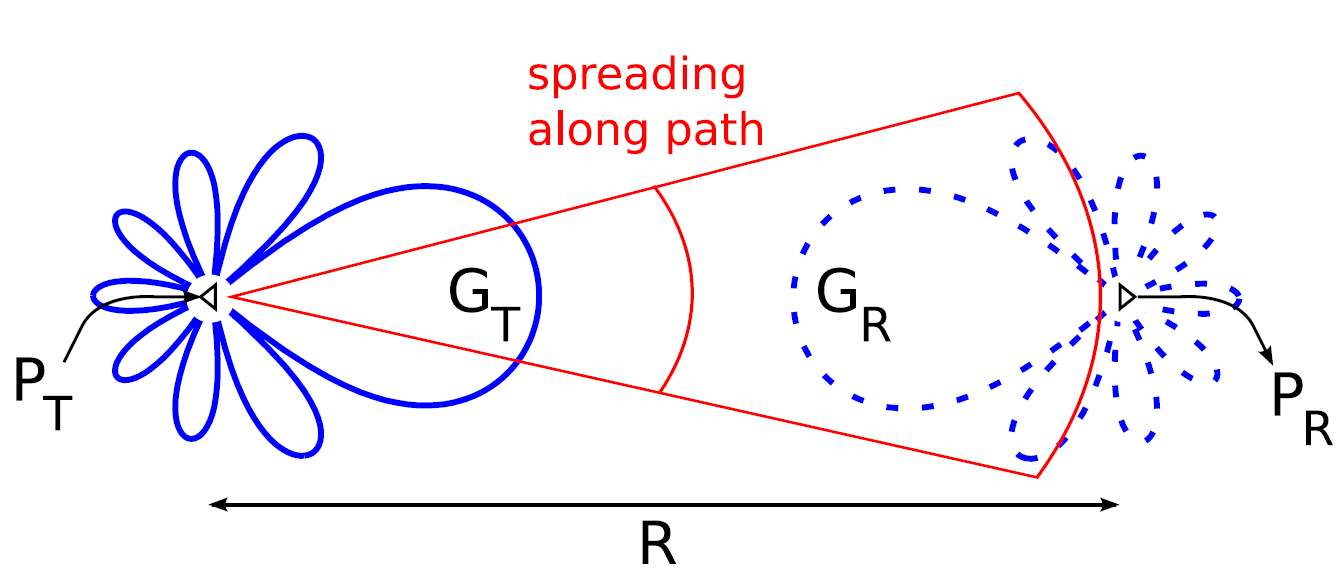 spreading
along path
G_T
G_R
P_T
P_R
R